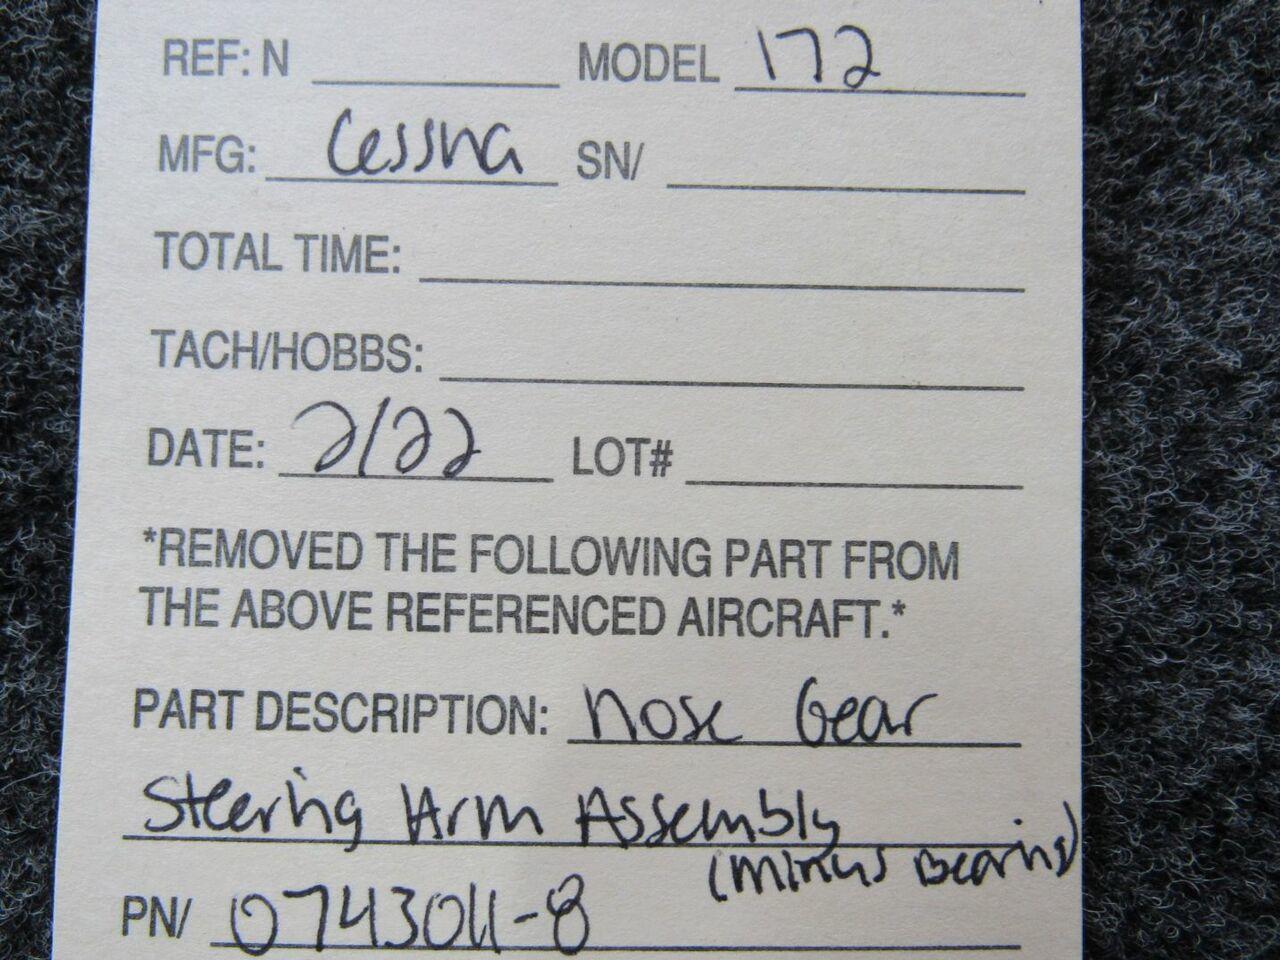 REF: N MODEL 172
MFG: Cessna SN/
TOTAL TIME:
TACH/HOBBS:
DATE: 2/22 LOT#
*REMOVED THE FOLLOWING PART FROM
THE ABOVE REFERENCED AIRCRAFT.*
PART DESCRIPTION: Nose Gear
Steering Arm Assembly
(Minus Bearing)
PN/ 0743011-8